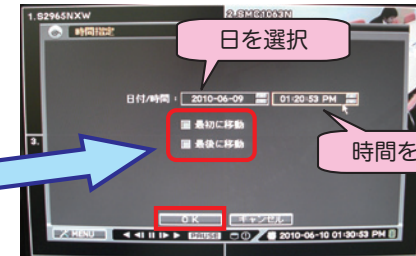 1.S2965NXW
2.SMC1063N
時間指定
日を選択
日付/時間 : 2010-06-09 01:20:53 PM
最初に移動
3.
最後に移動
時間を
OK キャンセル
MENU PAUSE 2010-06-10 01:30:53 PM